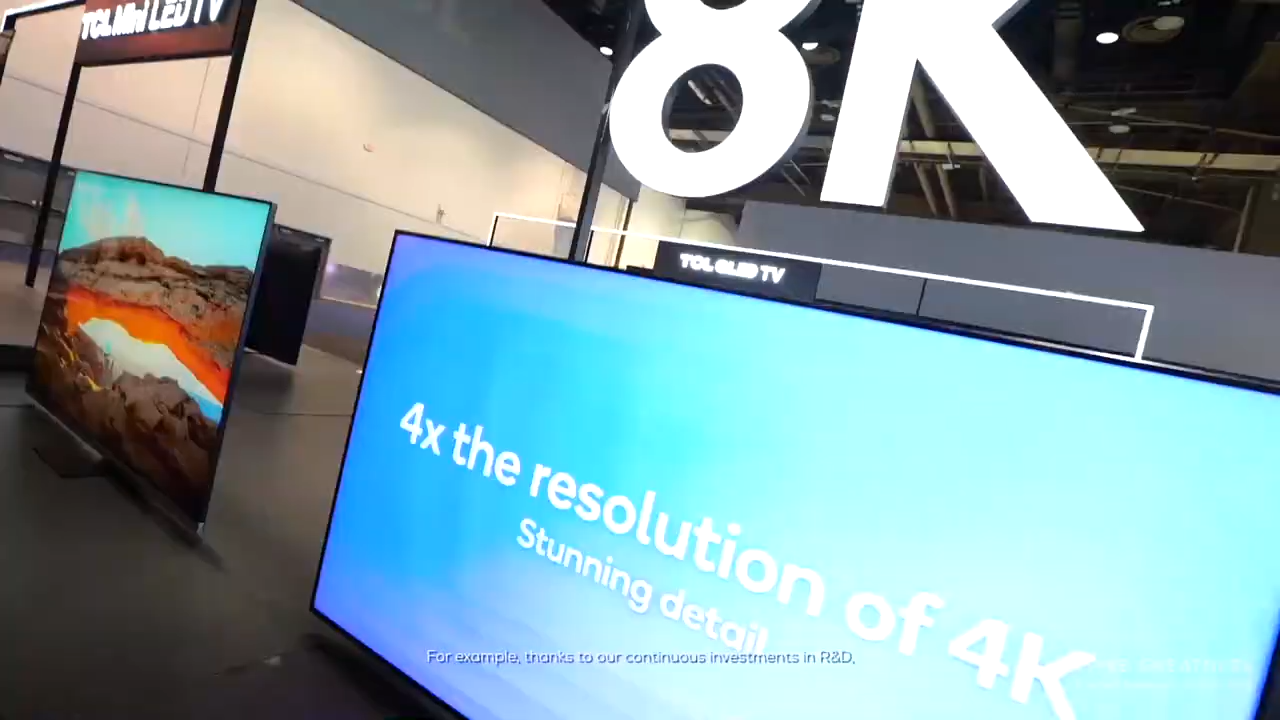 TCL Mini LED TV
8K
TCL QLED TV
4x the resolution of 4K
Stunning detail
For example, thanks to our continuous investments in R&D,